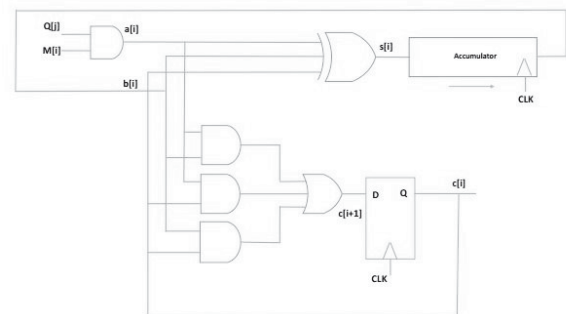 Q[j]
a[i]
M[i]
s[i]
Accumulator
CLK
b[i]
D
Q
c[i]
c[i+1]
CLK